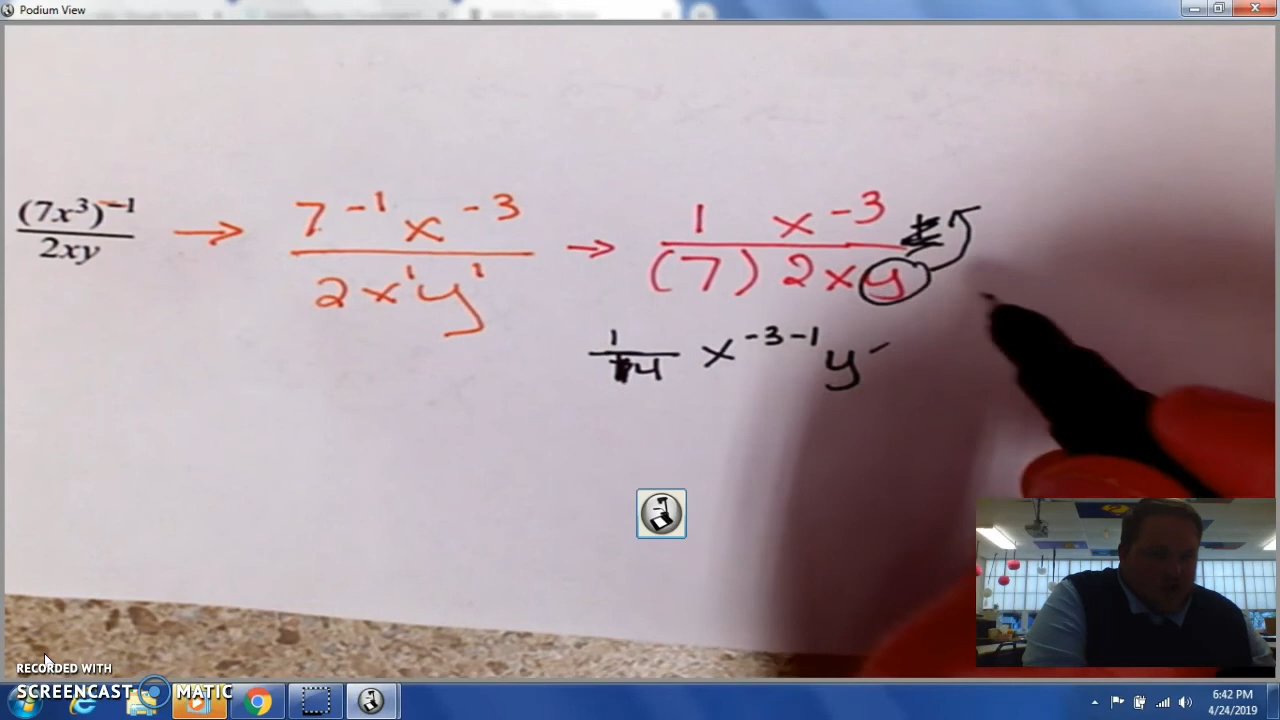 Podium View
(7x³)⁻¹ / 2xy → 7⁻¹ x⁻³ / 2x¹y¹ → 1 x⁻³ / (7) 2xy
1/14 x⁻³⁻¹ y⁻
RECORDED WITH
SCREENCAST MATIC
6:42 PM
4/24/2019